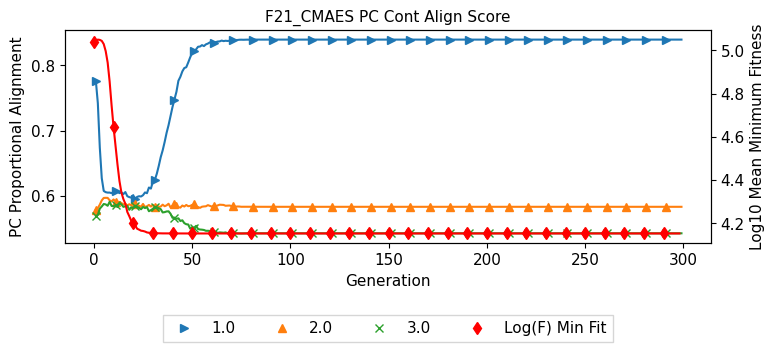 F21_CMAES PC Cont Align Score
PC Proportional Alignment
0.8
0.7
0.6
Log10 Mean Minimum Fitness
5.0
4.8
4.6
4.4
4.2
0 50 100 150 200 250 300
Generation
1.0 2.0 3.0 Log(F) Min Fit